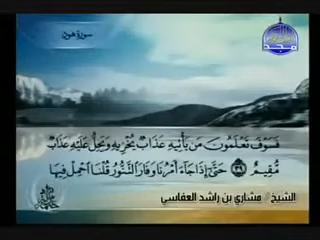 سورة هود
مجد
فَسَوْفَ تَعْلَمُونَ مَن يَأْتِيهِ عَذَابٌ يُخْزِيهِ وَيَحِلُّ عَلَيْهِ عَذَابٌ
مُّقِيمٌ ٣٩ حَتَّىٰ إِذَا جَاءَ أَمْرُنَا وَفَارَ التَّنُّورُ قُلْنَا احْمِلْ فِيهَا
الشيخ مشاري بن راشد العفاسي